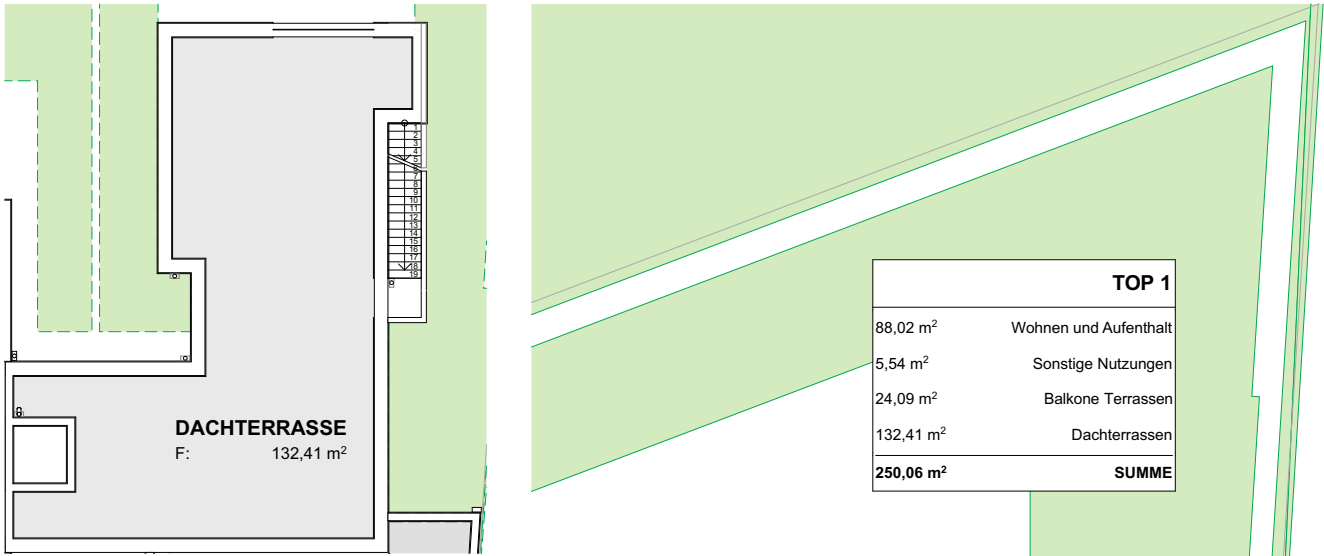 1
2
3
4
5
6
7
8
9
10
11
12
13
14
15
16
17
18
19
DACHTERRASSE
F: 132,41 m²
TOP 1
88,02 m² Wohnen und Aufenthalt
5,54 m² Sonstige Nutzungen
24,09 m² Balkone Terrassen
132,41 m² Dachterrassen
250,06 m² SUMME